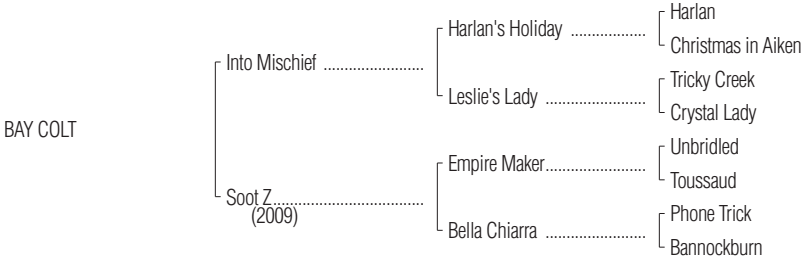 Harlan
Harlan's Holiday ..................
Christmas in Aiken
Into Mischief ........................
Tricky Creek
Leslie's Lady ........................
Crystal Lady
BAY COLT
Unbridled
Empire Maker........................
Toussaud
Soot Z....................................
(2009)
Phone Trick
Bella Chiarra ........................
Bannockburn